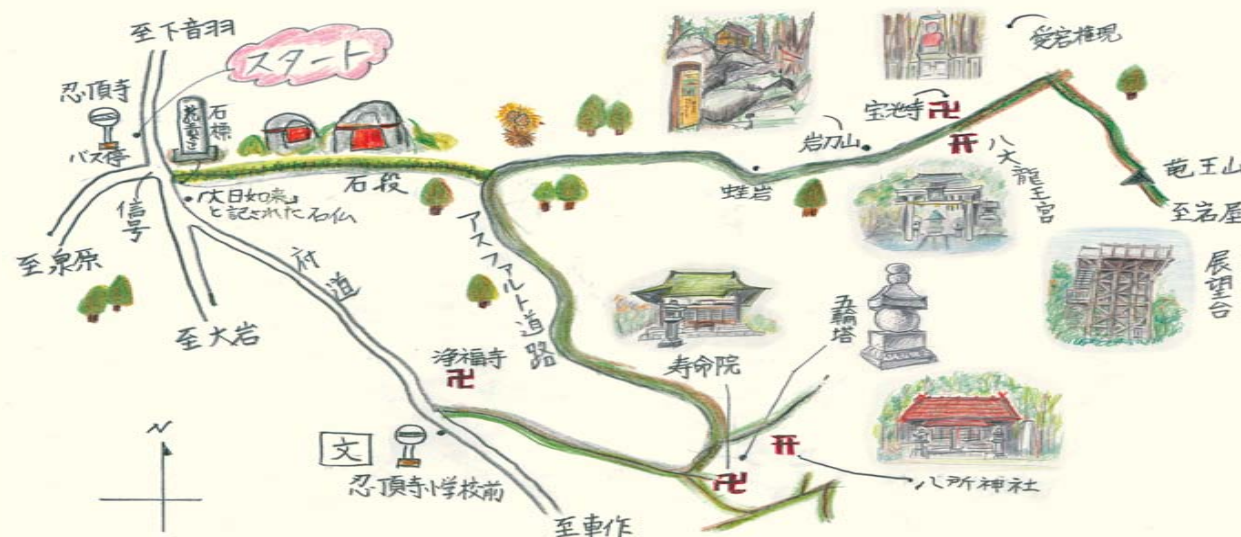 至下音羽
スタート
忍頂寺
バス停
石標
石段
「大日如来」
と記された石仏
信号
至泉原
至大岩
府道
アスファルト道路
浄福寺
文
忍頂寺小学校前
至車作
N
蛙岩
岩刀山
宝光寺
愛宕権現
八大龍王宮
竜王山
至岩屋
展望台
五輪塔
寿命院
八所神社